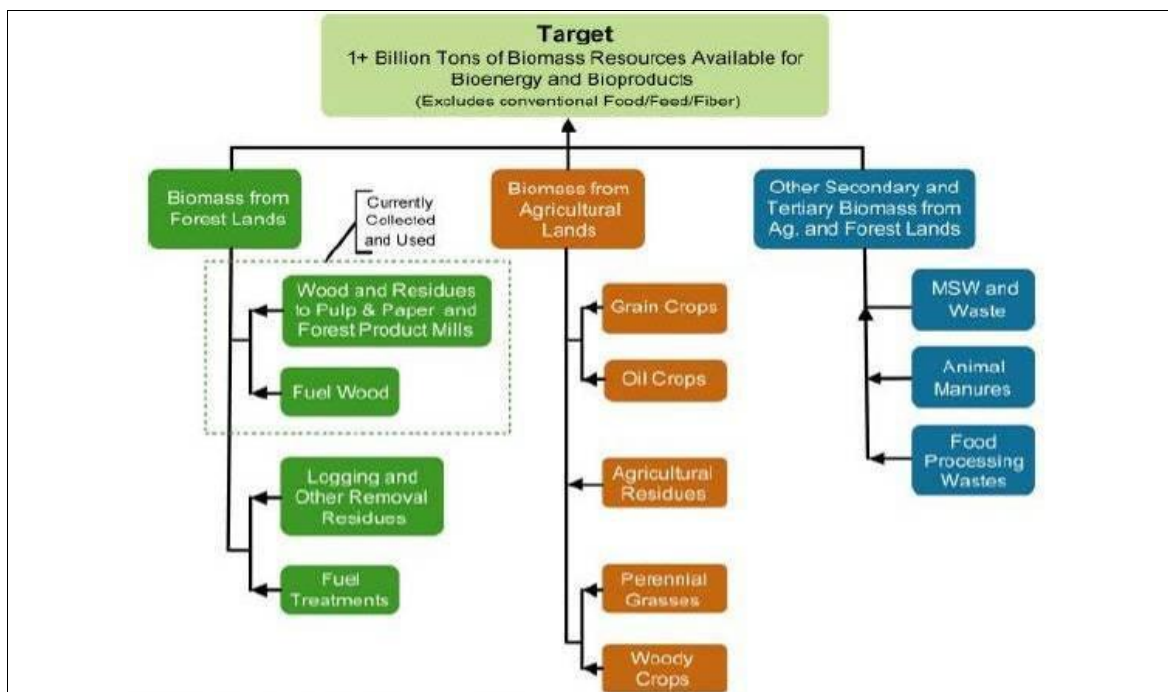 Target
1+ Billion Tons of Biomass Resources Available for
Bioenergy and Bioproducts
(Excludes conventional Food/Feed/Fiber)
Biomass from
Forest Lands
Currently
Collected
and Used
Wood and Residues
to Pulp & Paper and
Forest Product Mills
Fuel Wood
Logging and
Other Removal
Residues
Fuel
Treatments
Biomass from
Agricultural
Lands
Grain Crops
Oil Crops
Agricultural
Residues
Perennial
Grasses
Woody
Crops
Other Secondary and
Tertiary Biomass from
Ag. and Forest Lands
MSW and
Waste
Animal
Manures
Food
Processing
Wastes